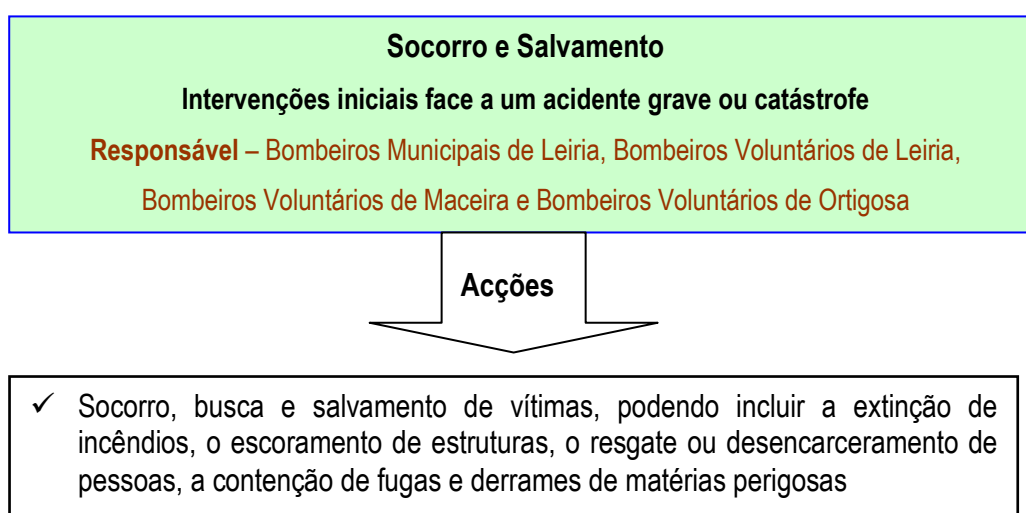 Socorro e Salvamento
Intervenções iniciais face a um acidente grave ou catástrofe
Responsável – Bombeiros Municipais de Leiria, Bombeiros Voluntários de Leiria,
Bombeiros Voluntários de Maceira e Bombeiros Voluntários de Ortigosa
Acções
✓ Socorro, busca e salvamento de vítimas, podendo incluir a extinção de
incêndios, o escoramento de estruturas, o resgate ou desencarceramento de
pessoas, a contenção de fugas e derrames de matérias perigosas